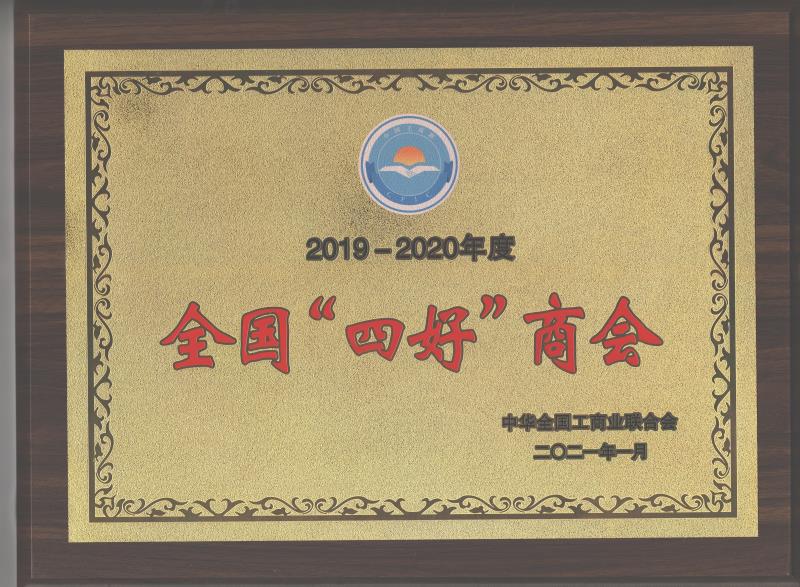 2019－2020年度
全国“四好”商会
中华全国工商业联合会
二〇二一年一月